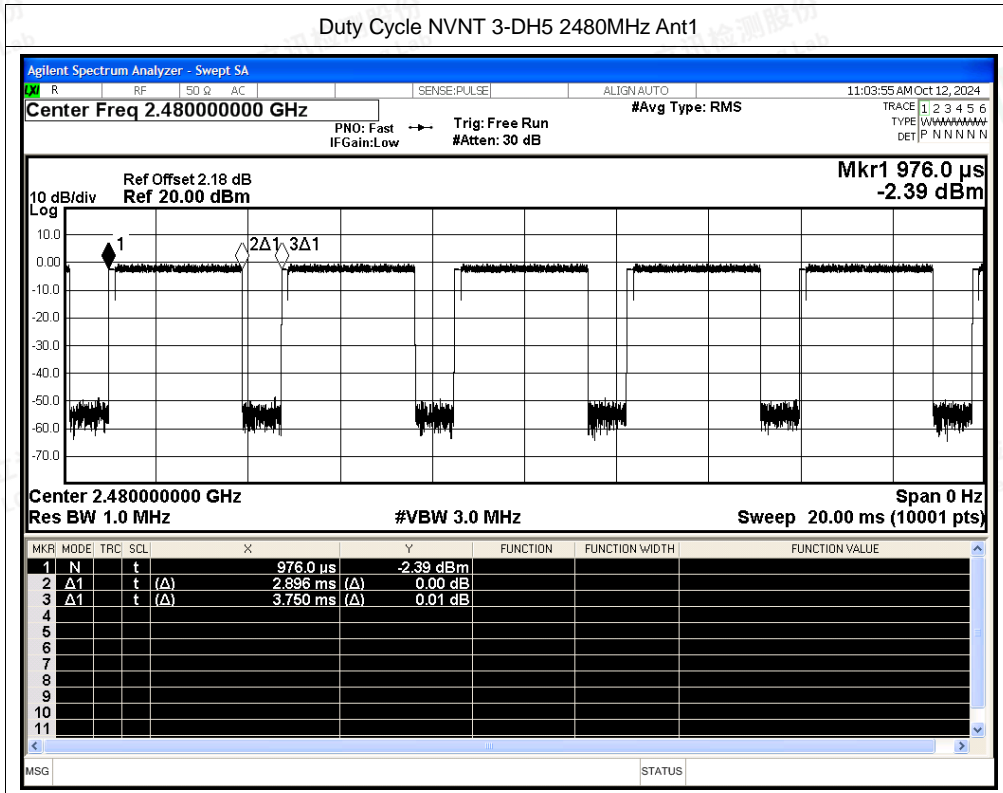 Duty Cycle NVNT 3-DH5 2480MHz Ant1
Agilent Spectrum Analyzer - Swept SA
LXI R RF 50 Ω AC SENSE:PULSE ALIGN AUTO 11:03:55 AM Oct 12, 2024
Center Freq 2.480000000 GHz #Avg Type: RMS TRACE 1 2 3 4 5 6
PNO: Fast Trig: Free Run TYPE WWWWWW
IFGain:Low #Atten: 30 dB DET P N N N N N
Mkr1 976.0 µs
-2.39 dBm
Ref Offset 2.18 dB
10 dB/div Ref 20.00 dBm
Log
1 2Δ1 3Δ1
10.0
0.00
-10.0
-20.0
-30.0
-40.0
-50.0
-60.0
-70.0
Center 2.480000000 GHz Span 0 Hz
Res BW 1.0 MHz #VBW 3.0 MHz Sweep 20.00 ms (10001 pts)
MKR MODE TRC SCL X Y FUNCTION FUNCTION WIDTH FUNCTION VALUE
1 N t 976.0 µs -2.39 dBm
2 Δ1 t (Δ) 2.896 ms (Δ) 0.00 dB
3 Δ1 t (Δ) 3.750 ms (Δ) 0.01 dB
4
5
6
7
8
9
10
11
MSG STATUS